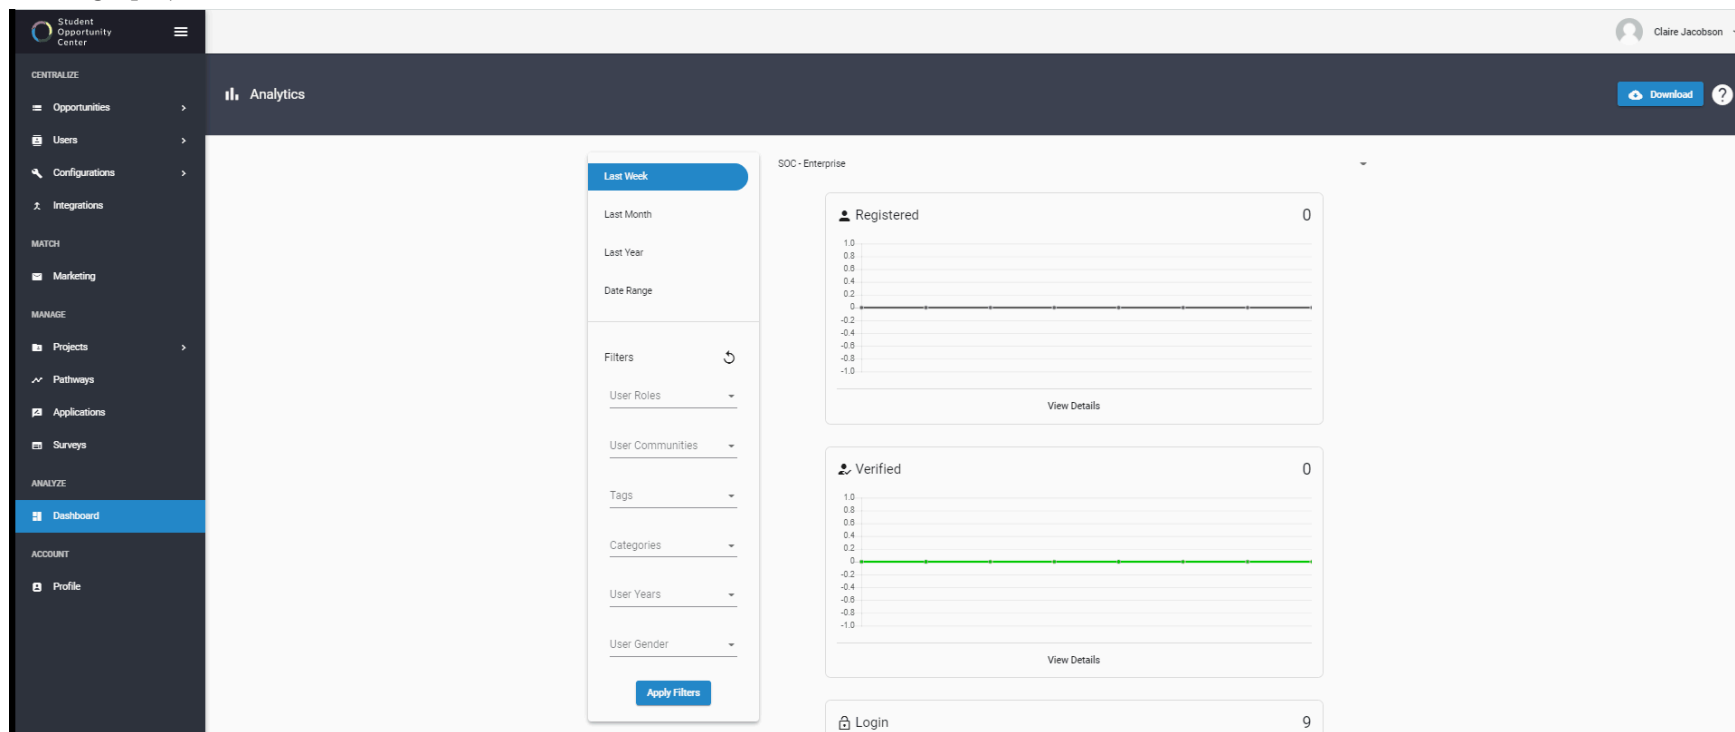 Student
Opportunity
Center
Claire Jacobson
CENTRALIZE
Opportunities
Users
Configurations
Integrations
MATCH
Marketing
MANAGE
Projects
Pathways
Applications
Surveys
ANALYZE
Dashboard
ACCOUNT
Profile
Analytics
Download
?
Last Week
Last Month
Last Year
Date Range
Filters
User Roles
User Communities
Tags
Categories
User Years
User Gender
Apply Filters
SOC - Enterprise
Registered 0
1.0
0.8
0.6
0.4
0.2
0
-0.2
-0.4
-0.6
-0.8
-1.0
View Details
Verified 0
1.0
0.8
0.6
0.4
0.2
0
-0.2
-0.4
-0.6
-0.8
-1.0
View Details
Login 9